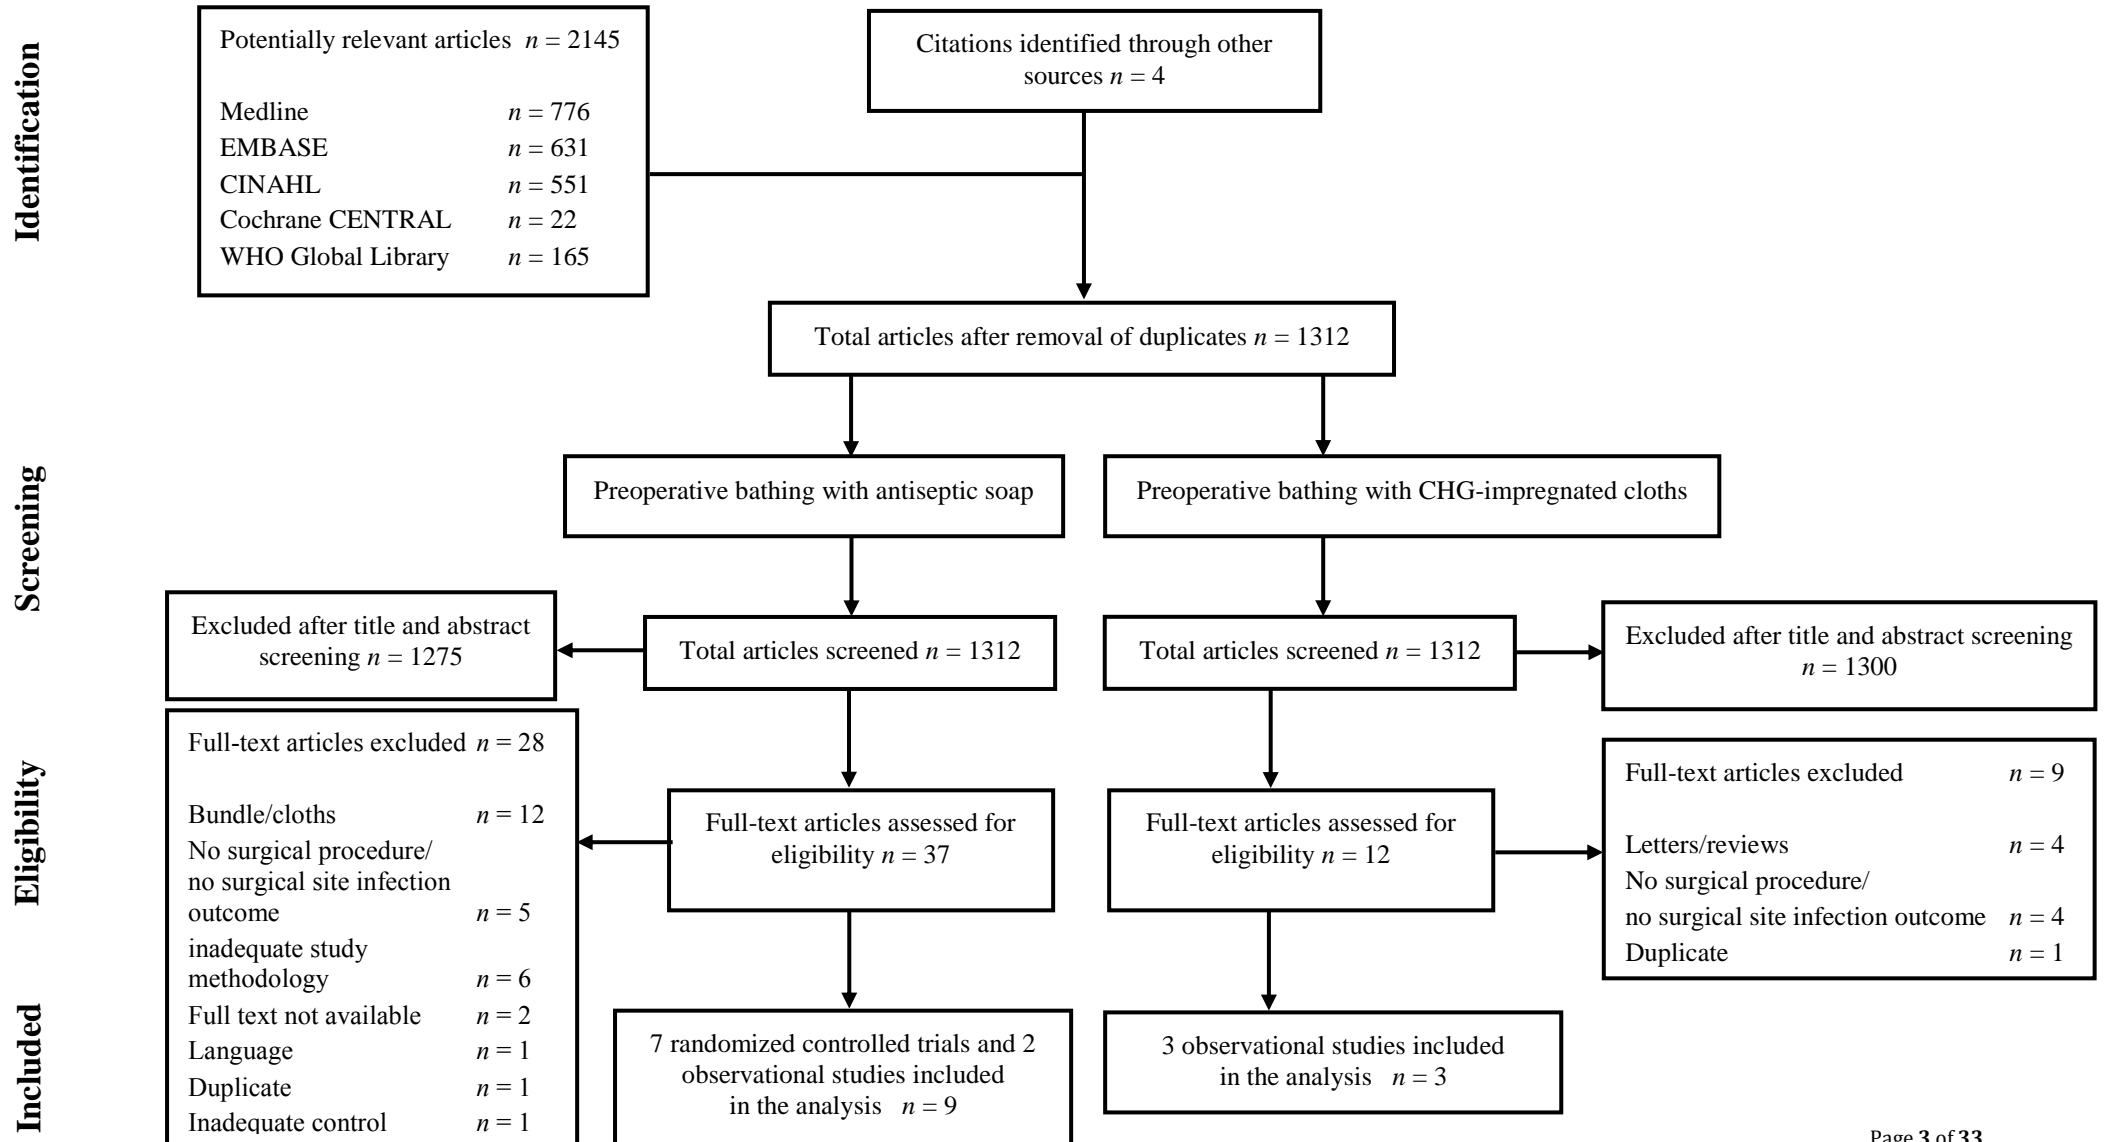 Identification
Potentially relevant articles n = 2145
Medline n = 776
EMBASE n = 631
CINAHL n = 551
Cochrane CENTRAL n = 22
WHO Global Library n = 165
Citations identified through other
sources n = 4
Total articles after removal of duplicates n = 1312
Screening
Preoperative bathing with antiseptic soap
Preoperative bathing with CHG-impregnated cloths
Excluded after title and abstract
screening n = 1275
Total articles screened n = 1312
Total articles screened n = 1312
Excluded after title and abstract screening
n = 1300
Eligibility
Full-text articles excluded n = 28
Bundle/cloths n = 12
No surgical procedure/
no surgical site infection
outcome n = 5
inadequate study
methodology n = 6
Full text not available n = 2
Language n = 1
Duplicate n = 1
Inadequate control n = 1
Full-text articles assessed for
eligibility n = 37
Full-text articles assessed for
eligibility n = 12
Full-text articles excluded n = 9
Letters/reviews n = 4
No surgical procedure/
no surgical site infection outcome n = 4
Duplicate n = 1
Included
7 randomized controlled trials and 2
observational studies included
in the analysis n = 9
3 observational studies included
in the analysis n = 3
Page 3 of 33